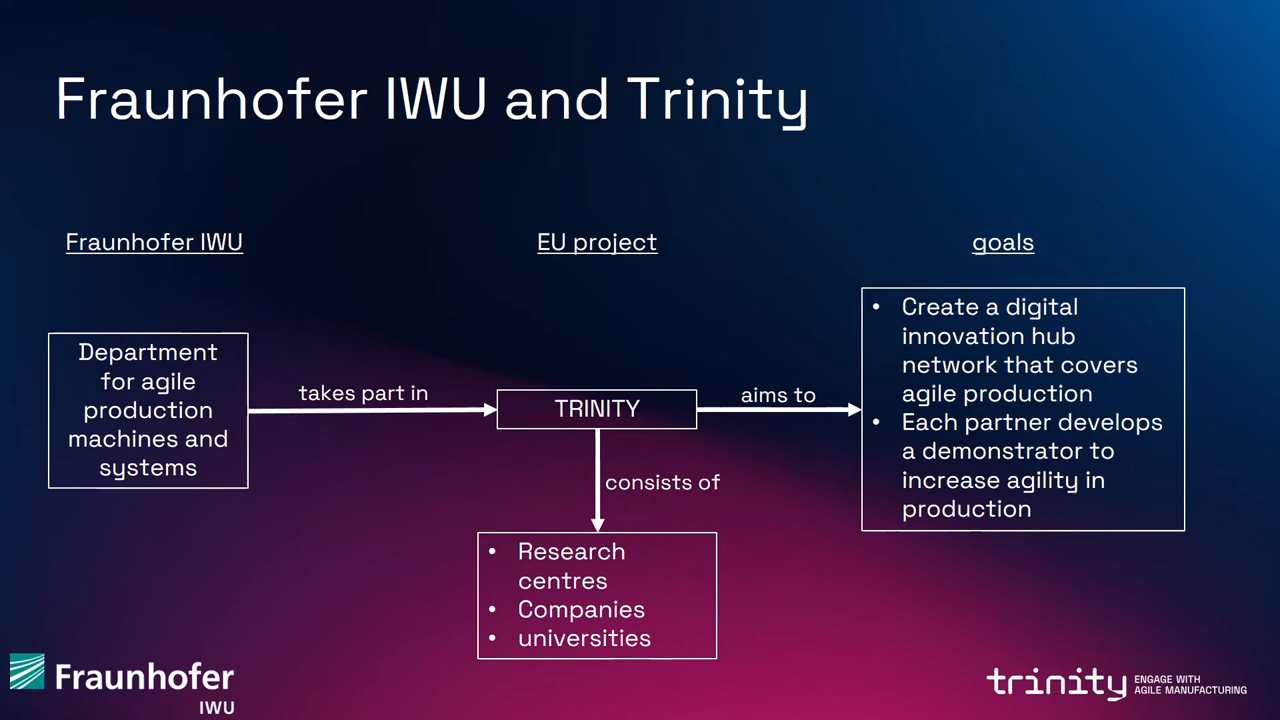 Fraunhofer IWU and Trinity
Fraunhofer IWU
EU project
goals
Department
for agile
production
machines and
systems
takes part in
TRINITY
aims to
• Create a digital
innovation hub
network that covers
agile production
• Each partner develops
a demonstrator to
increase agility in
production
consists of
• Research
centres
• Companies
• universities
Fraunhofer
IWU
trinity
ENGAGE WITH
AGILE MANUFACTURING